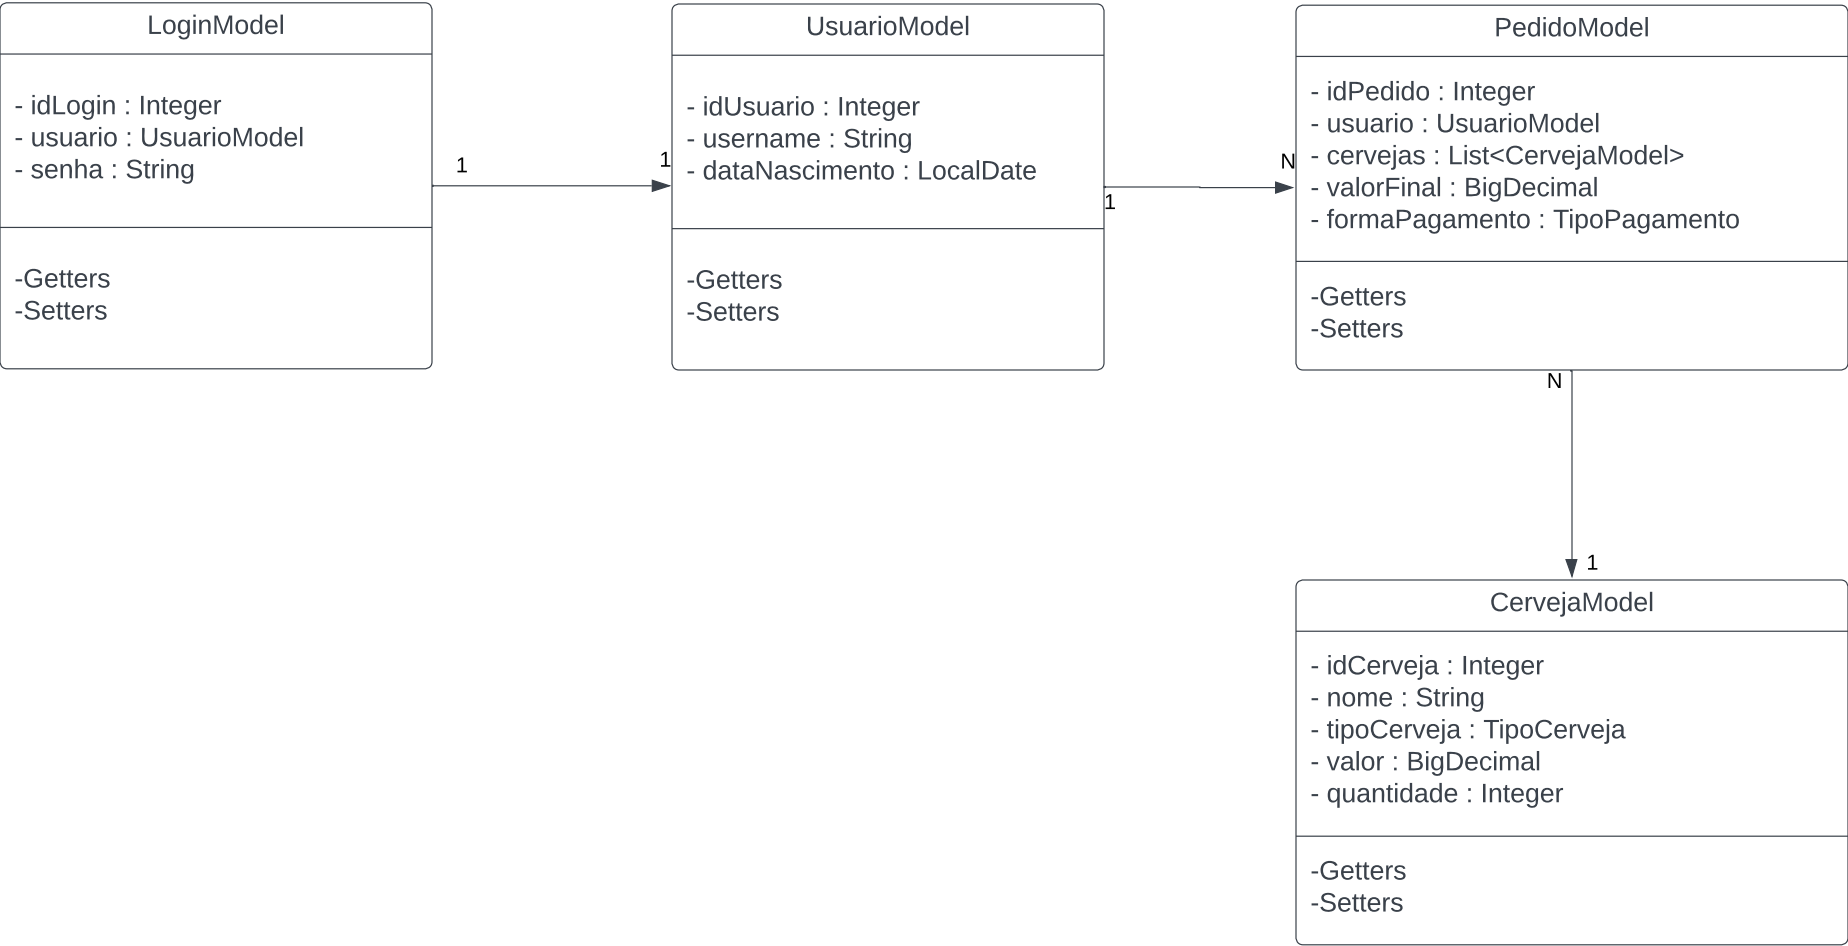 LoginModel
- idLogin : Integer
- usuario : UsuarioModel
- senha : String
-Getters
-Setters
1
1
UsuarioModel
- idUsuario : Integer
- username : String
- dataNascimento : LocalDate
-Getters
-Setters
1
N
PedidoModel
- idPedido : Integer
- usuario : UsuarioModel
- cervejas : List<CervejaModel>
- valorFinal : BigDecimal
- formaPagamento : TipoPagamento
-Getters
-Setters
N
1
CervejaModel
- idCerveja : Integer
- nome : String
- tipoCerveja : TipoCerveja
- valor : BigDecimal
- quantidade : Integer
-Getters
-Setters